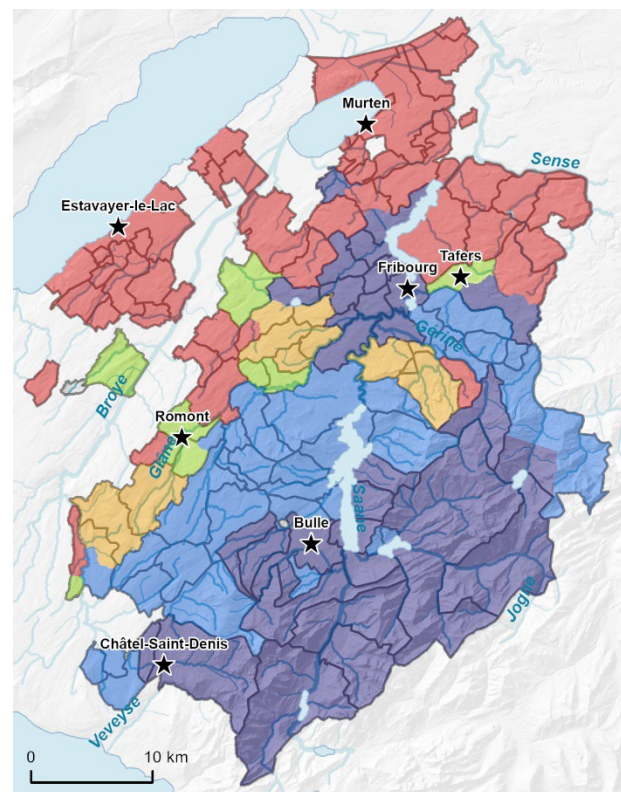 Murten
Sense
Estavayer-le-Lac
Tafers
Fribourg
Gérine
Broye
Romont
Glâne
Saane
Bulle
Jogne
Châtel-Saint-Denis
Veveyse
0 10 km